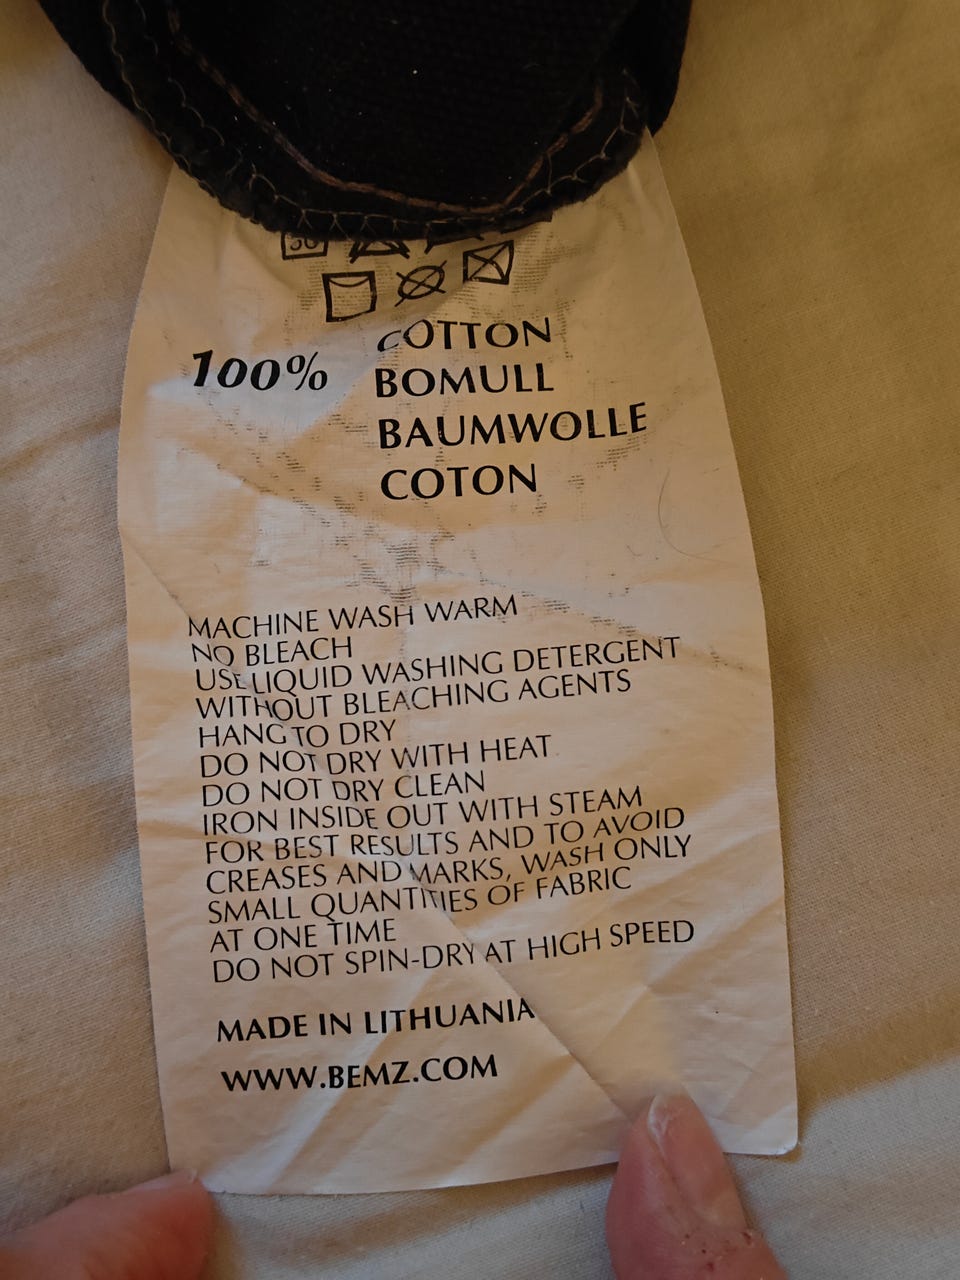 100%
COTTON
BOMULL
BAUMWOLLE
COTON
MACHINE WASH WARM
NO BLEACH
USE LIQUID WASHING DETERGENT
WITHOUT BLEACHING AGENTS
HANG TO DRY
DO NOT DRY WITH HEAT
DO NOT DRY CLEAN
IRON INSIDE OUT WITH STEAM
FOR BEST RESULTS AND TO AVOID
CREASES AND MARKS, WASH ONLY
SMALL QUANTITIES OF FABRIC
AT ONE TIME
DO NOT SPIN-DRY AT HIGH SPEED
MADE IN LITHUANIA
WWW.BEMZ.COM